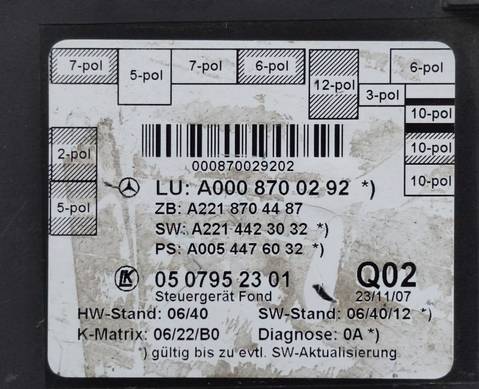 7-pol
5-pol
7-pol
6-pol
12-pol
6-pol
3-pol
10-pol
10-pol
10-pol
2-pol
5-pol
000870029202
LU: A000 870 02 92 *)
ZB: A221 870 44 87
SW: A221 442 30 32 *)
PS: A005 447 60 32 *)
LK 05 0795 23 01 Q02
Steuergerät Fond 23/11/07
HW-Stand: 06/40 SW-Stand: 06/40/12 *)
K-Matrix: 06/22/B0 Diagnose: 0A *)
*) gültig bis zu evtl. SW-Aktualisierung